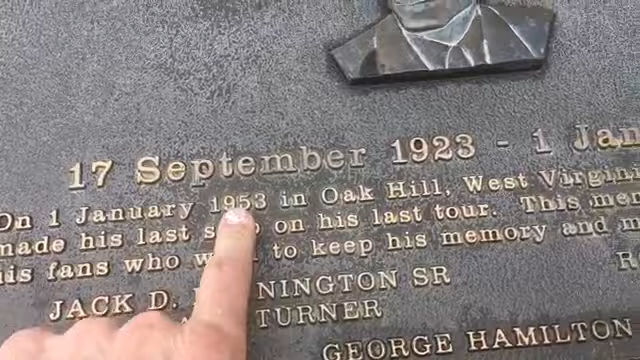 17 September 1923 - 1 Jan
On 1 January 1953 in Oak Hill, West Virgini
made his last on his last tour. This
his fans who to keep his memory and
JACK D. NINGTON SR
TURNER
GEORGE HAMILTON